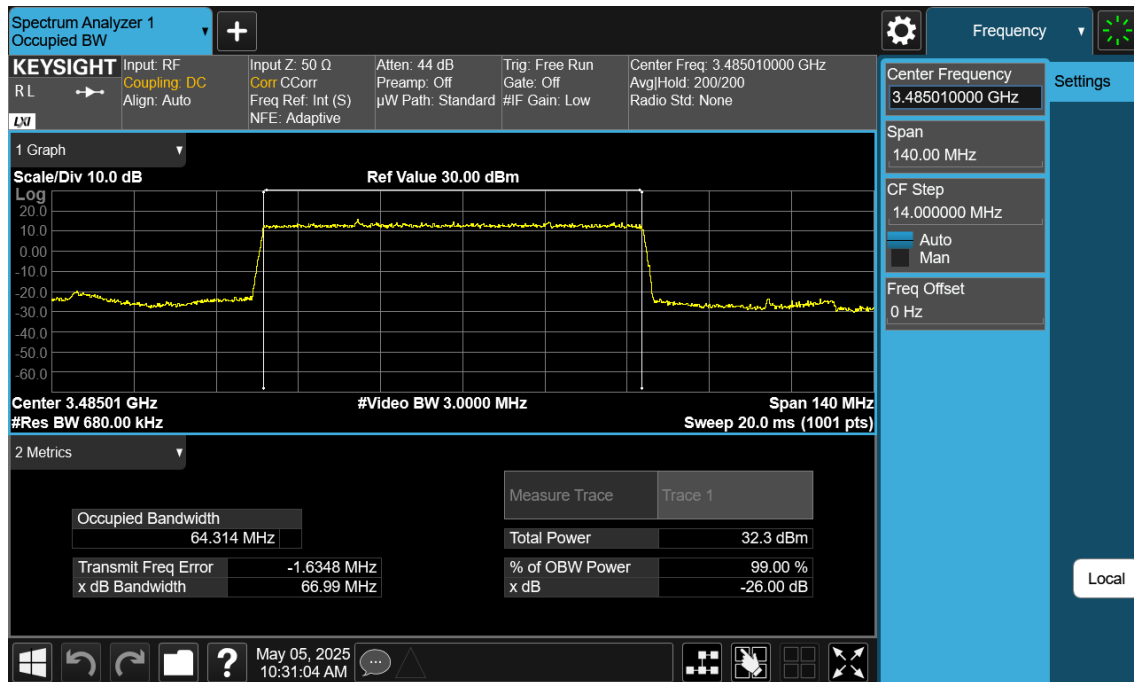 Spectrum Analyzer 1
Occupied BW
+
Frequency
KEYSIGHT
R L
LXI
Input: RF
Coupling: DC
Align: Auto
Input Z: 50 Ω
Corr CCorr
Freq Ref: Int (S)
NFE: Adaptive
Atten: 44 dB
Preamp: Off
µW Path: Standard
Trig: Free Run
Gate: Off
#IF Gain: Low
Center Freq: 3.485010000 GHz
Avg|Hold: 200/200
Radio Std: None
Center Frequency
3.485010000 GHz
Settings
Span
140.00 MHz
CF Step
14.000000 MHz
Auto
Man
Freq Offset
0 Hz
1 Graph
Scale/Div 10.0 dB
Ref Value 30.00 dBm
Log
20.0
10.0
0.00
-10.0
-20.0
-30.0
-40.0
-50.0
-60.0
Center 3.48501 GHz
#Video BW 3.0000 MHz
Span 140 MHz
#Res BW 680.00 kHz
Sweep 20.0 ms (1001 pts)
2 Metrics
Measure Trace
Trace 1
Occupied Bandwidth
64.314 MHz
Total Power
32.3 dBm
Transmit Freq Error
-1.6348 MHz
% of OBW Power
99.00 %
x dB Bandwidth
66.99 MHz
x dB
-26.00 dB
Local
?
May 05, 2025
10:31:04 AM